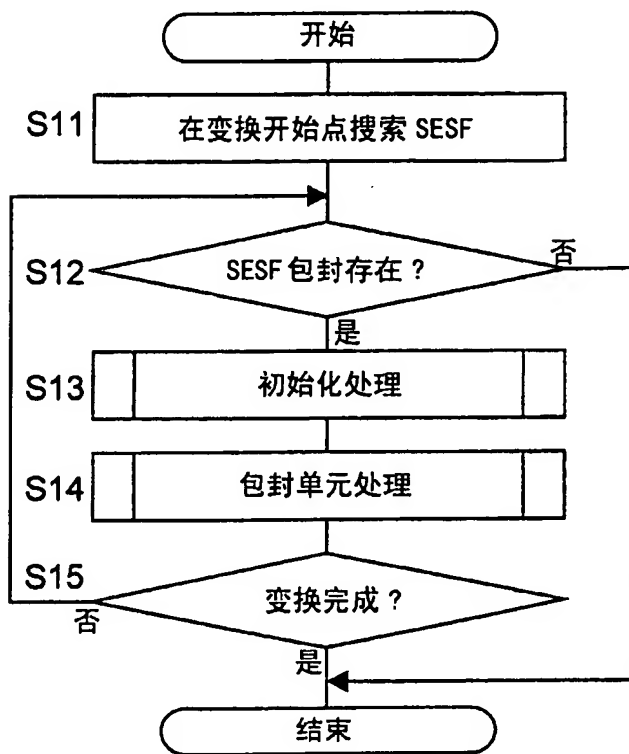 开始
S11
在变换开始点搜索 SESF
S12
SESF 包封存在？
否
是
S13
初始化处理
S14
包封单元处理
S15
变换完成？
否
是
结束